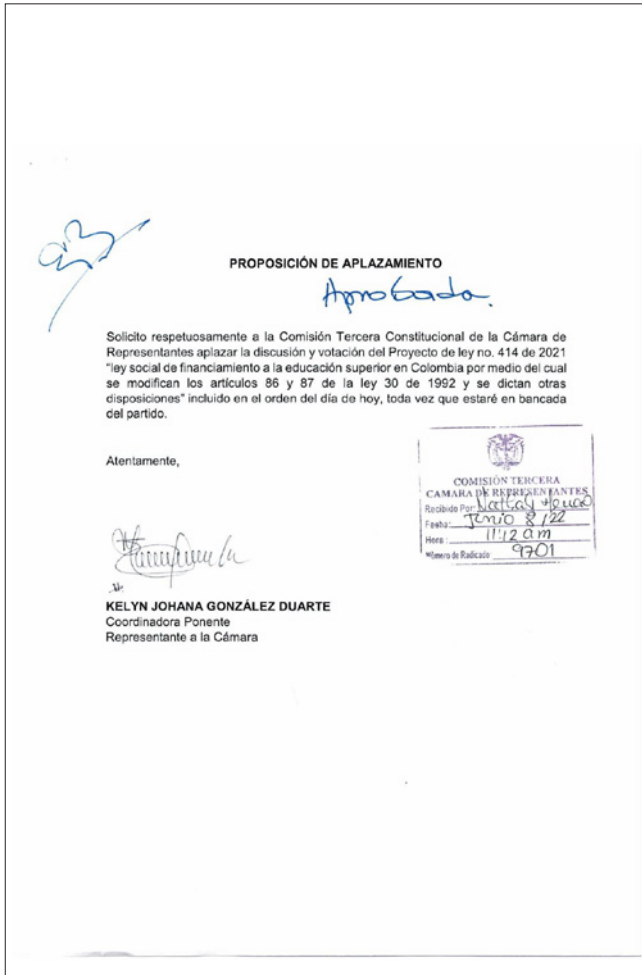 PROPOSICIÓN DE APLAZAMIENTO
Aprobada.
Solicito respetuosamente a la Comisión Tercera Constitucional de la Cámara de
Representantes aplazar la discusión y votación del Proyecto de ley no. 414 de 2021
"ley social de financiamiento a la educación superior en Colombia por medio del cual
se modifican los artículos 86 y 87 de la ley 30 de 1992 y se dictan otras
disposiciones" incluido en el orden del día de hoy, toda vez que estaré en bancada
del partido.
Atentamente,
COMISIÓN TERCERA
CAMARA DE REPRESENTANTES
Recibido Por:
Fecha: Junio 8/22
Hora: 11:12 am
Número de Radicado 9701
KELYN JOHANA GONZÁLEZ DUARTE
Coordinadora Ponente
Representante a la Cámara